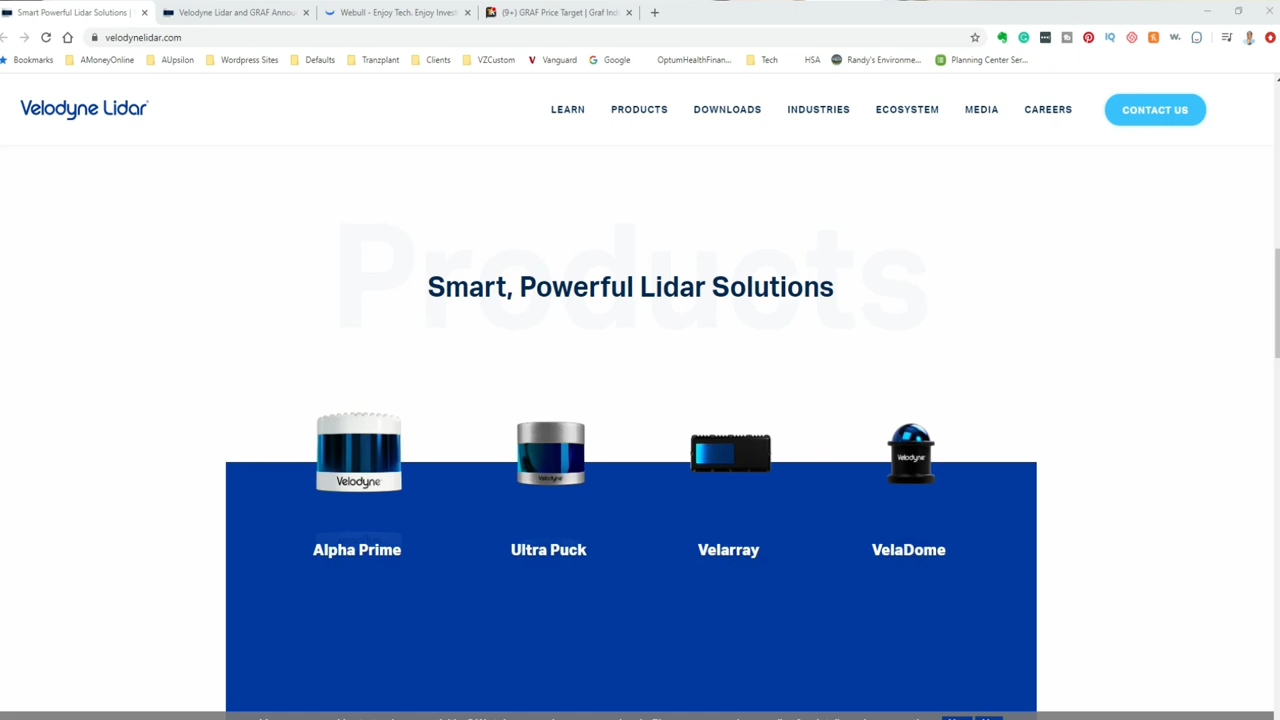 Smart Powerful Lidar Solutions |
Velodyne Lidar and GRAF Annou
Webull - Enjoy Tech. Enjoy Invest
(9+) GRAF Price Target | Graf Ind
velodynelidar.com
Bookmarks AMoneyOnline AUpsilon Wordpress Sites Defaults Tranzplant Clients VZCustom Vanguard Google OptumHealthFinan... Tech HSA Randy's Environme... Planning Center Ser...
Velodyne Lidar
LEARN PRODUCTS DOWNLOADS INDUSTRIES ECOSYSTEM MEDIA CAREERS CONTACT US
Products
Smart, Powerful Lidar Solutions
Velodyne Velodyne Velodyne
Alpha Prime Ultra Puck Velarray VelaDome